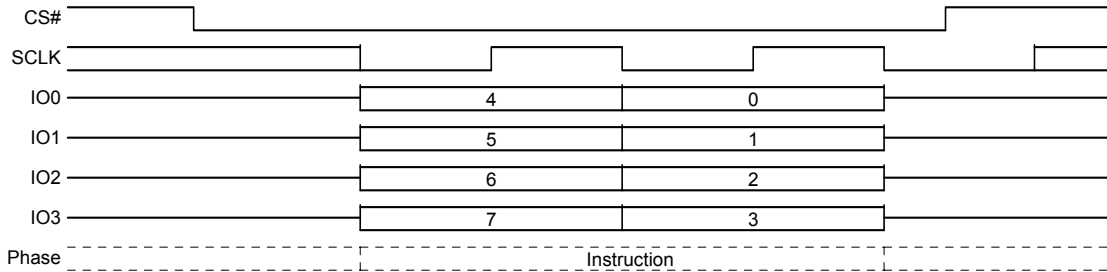 CS#
SCLK
IO0 4 0
IO1 5 1
IO2 6 2
IO3 7 3
Phase Instruction